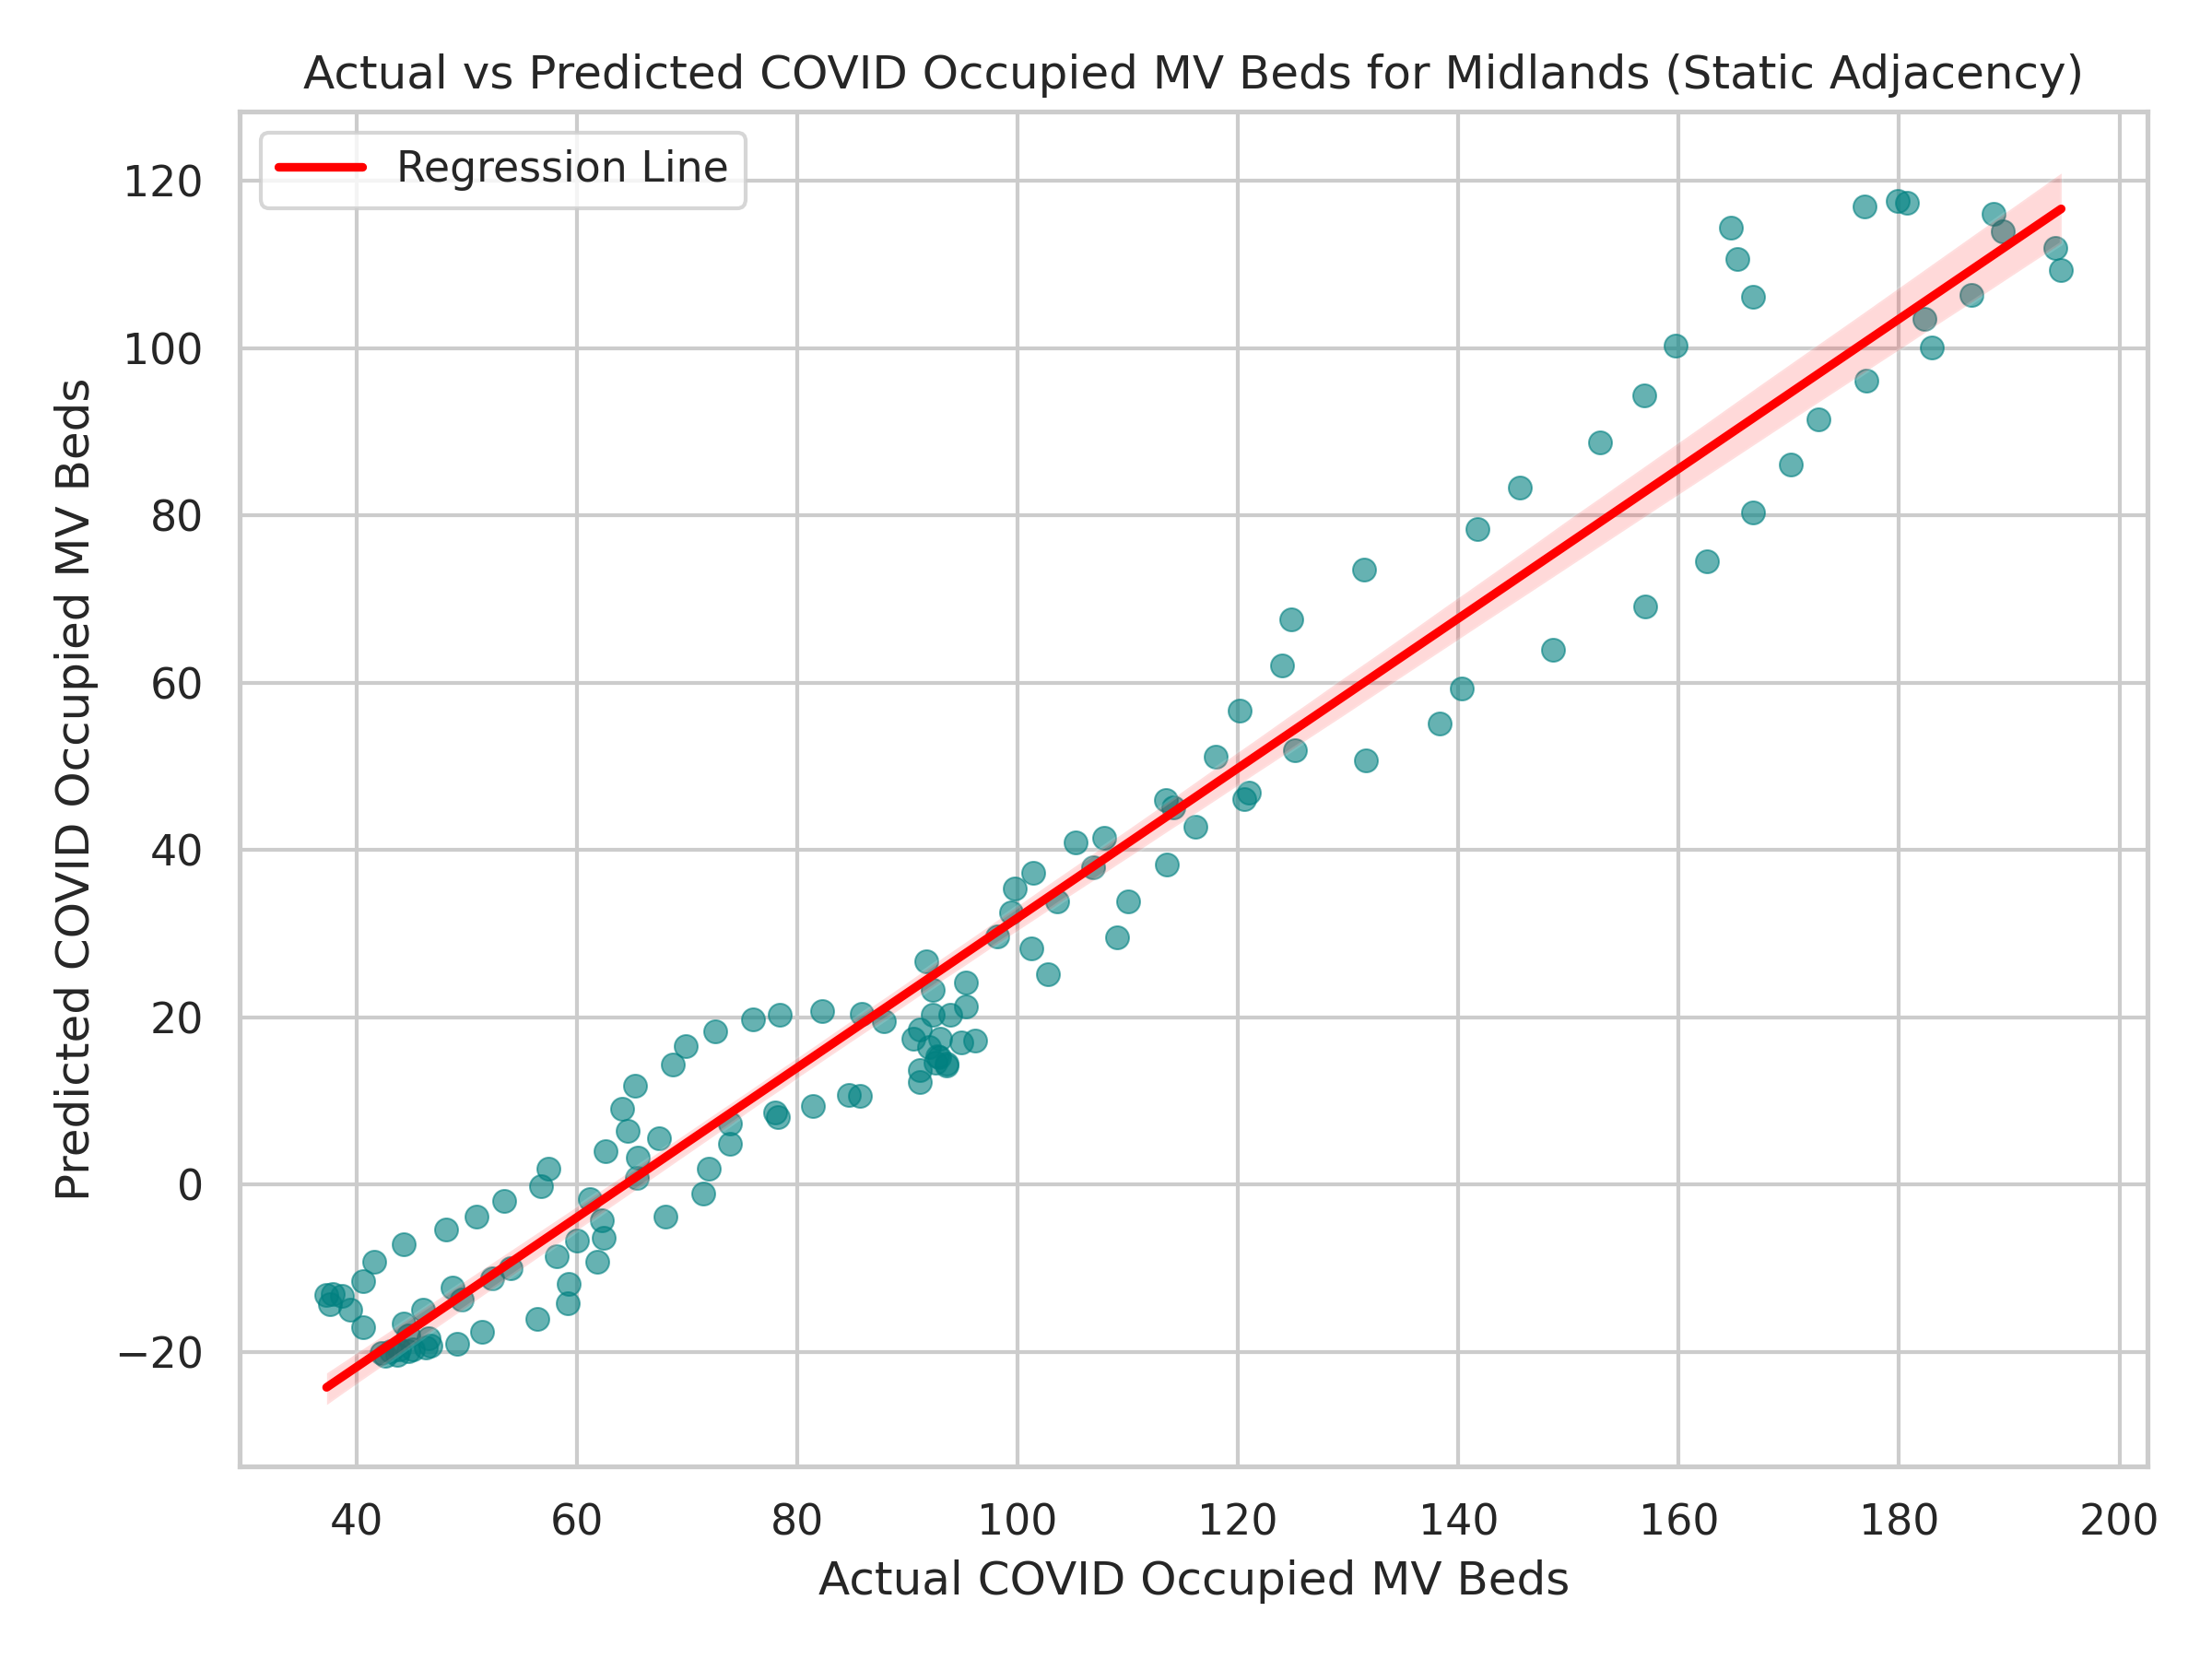 Actual vs Predicted COVID Occupied MV Beds for Midlands (Static Adjacency)
Regression Line
Predicted COVID Occupied MV Beds
120
100
80
60
40
20
0
−20
40 60 80 100 120 140 160 180 200
Actual COVID Occupied MV Beds